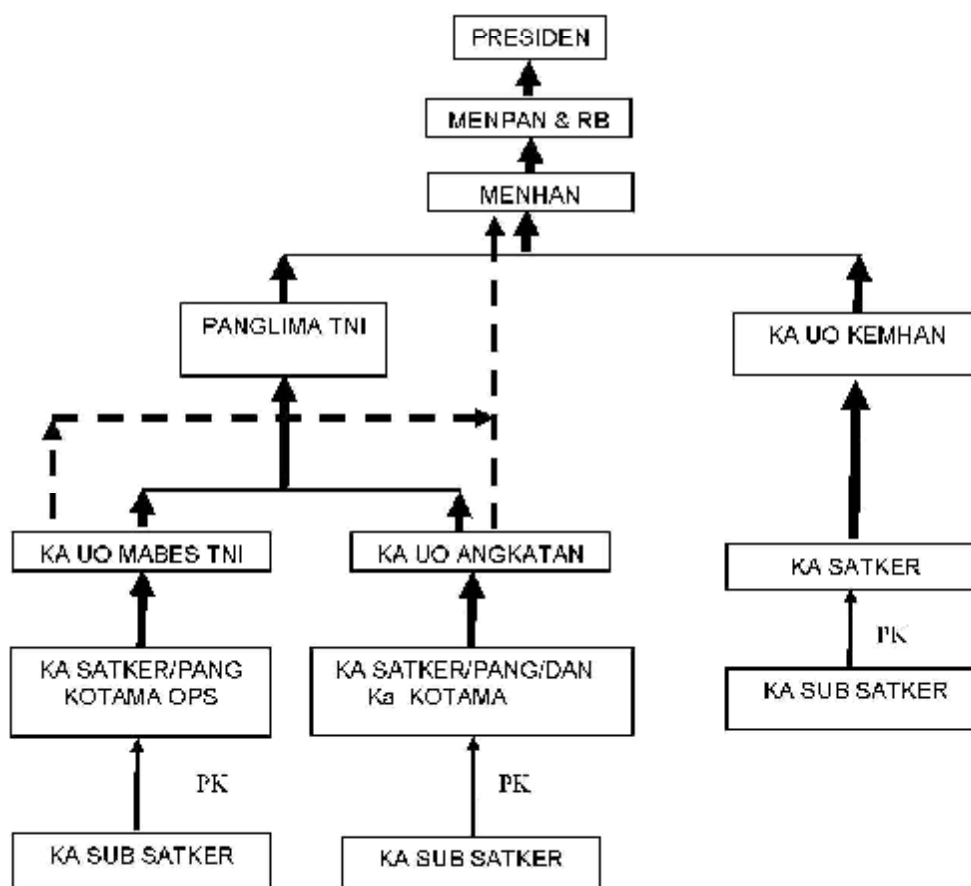 PRESIDEN
MENPAN & RB
MENHAN
PANGLIMA TNI
KA UO KEMHAN
KA UO MABES TNI
KA UO ANGKATAN
KA SATKER
PK
KA SATKER/PANG
KOTAMA OPS
KA SATKER/PANG/DAN
Ka KOTAMA
KA SUB SATKER
PK
PK
KA SUB SATKER
KA SUB SATKER